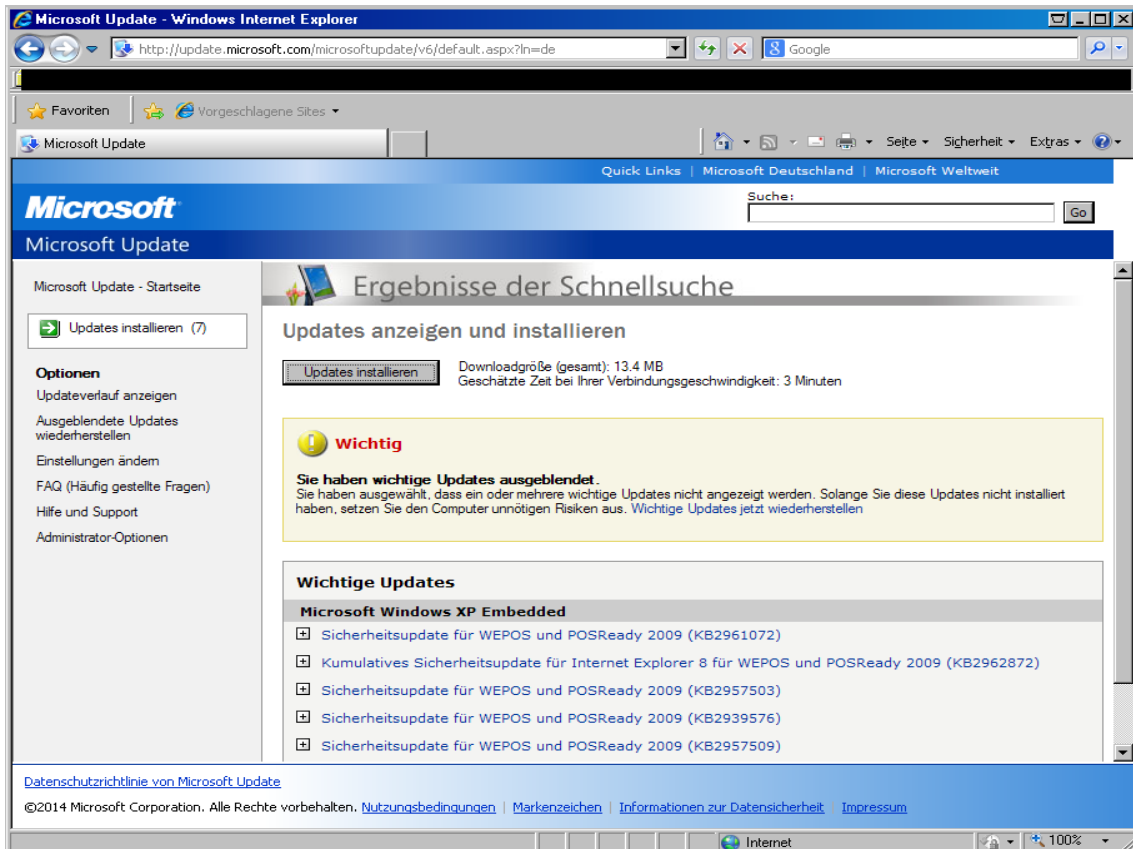 Microsoft Update - Windows Internet Explorer
http://update.microsoft.com/microsoftupdate/v6/default.aspx?ln=de
Google
Favoriten
Vorgeschlagene Sites
Microsoft Update
Seite
Sicherheit
Extras
Quick Links | Microsoft Deutschland | Microsoft Weltweit
Microsoft
Suche:
Go
Microsoft Update
Microsoft Update - Startseite
Updates installieren (7)
Optionen
Updateverlauf anzeigen
Ausgeblendete Updates
wiederherstellen
Einstellungen ändern
FAQ (Häufig gestellte Fragen)
Hilfe und Support
Administrator-Optionen
Ergebnisse der Schnellsuche
Updates anzeigen und installieren
Updates installieren
Downloadgröße (gesamt): 13.4 MB
Geschätzte Zeit bei Ihrer Verbindungsgeschwindigkeit: 3 Minuten
Wichtig
Sie haben wichtige Updates ausgeblendet.
Sie haben ausgewählt, dass ein oder mehrere wichtige Updates nicht angezeigt werden. Solange Sie diese Updates nicht installiert
haben, setzen Sie den Computer unnötigen Risiken aus. Wichtige Updates jetzt wiederherstellen
Wichtige Updates
Microsoft Windows XP Embedded
Sicherheitsupdate für WEPOS und POSReady 2009 (KB2961072)
Kumulatives Sicherheitsupdate für Internet Explorer 8 für WEPOS und POSReady 2009 (KB2962872)
Sicherheitsupdate für WEPOS und POSReady 2009 (KB2957503)
Sicherheitsupdate für WEPOS und POSReady 2009 (KB2939576)
Sicherheitsupdate für WEPOS und POSReady 2009 (KB2957509)
Datenschutzrichtlinie von Microsoft Update
©2014 Microsoft Corporation. Alle Rechte vorbehalten. Nutzungsbedingungen | Markenzeichen | Informationen zur Datensicherheit | Impressum
Internet
100%